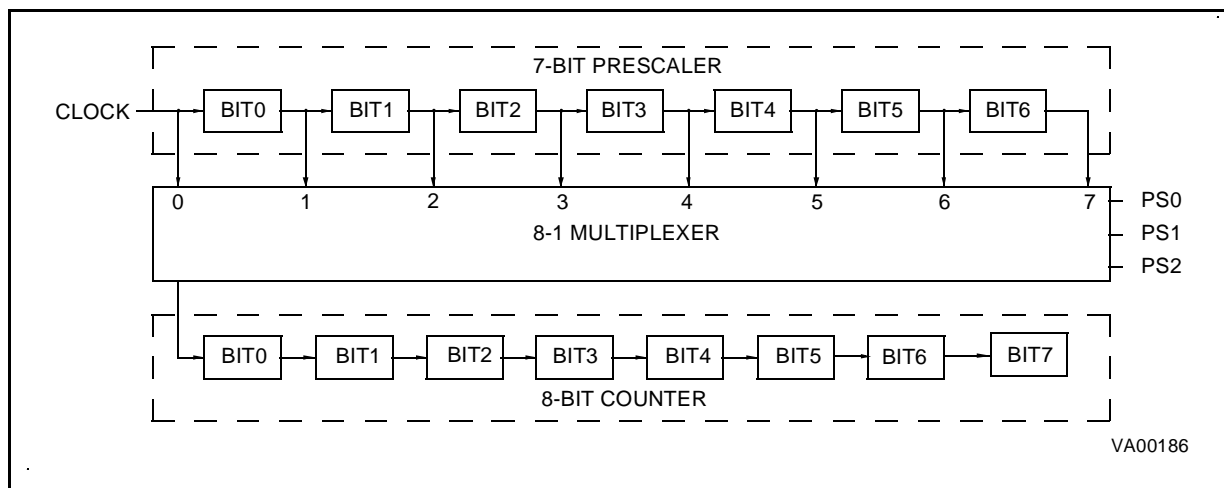 7-BIT PRESCALER
CLOCK BIT0 BIT1 BIT2 BIT3 BIT4 BIT5 BIT6
0 1 2 3 4 5 6 7 PS0
8-1 MULTIPLEXER PS1
PS2
BIT0 BIT1 BIT2 BIT3 BIT4 BIT5 BIT6 BIT7
8-BIT COUNTER
VA00186